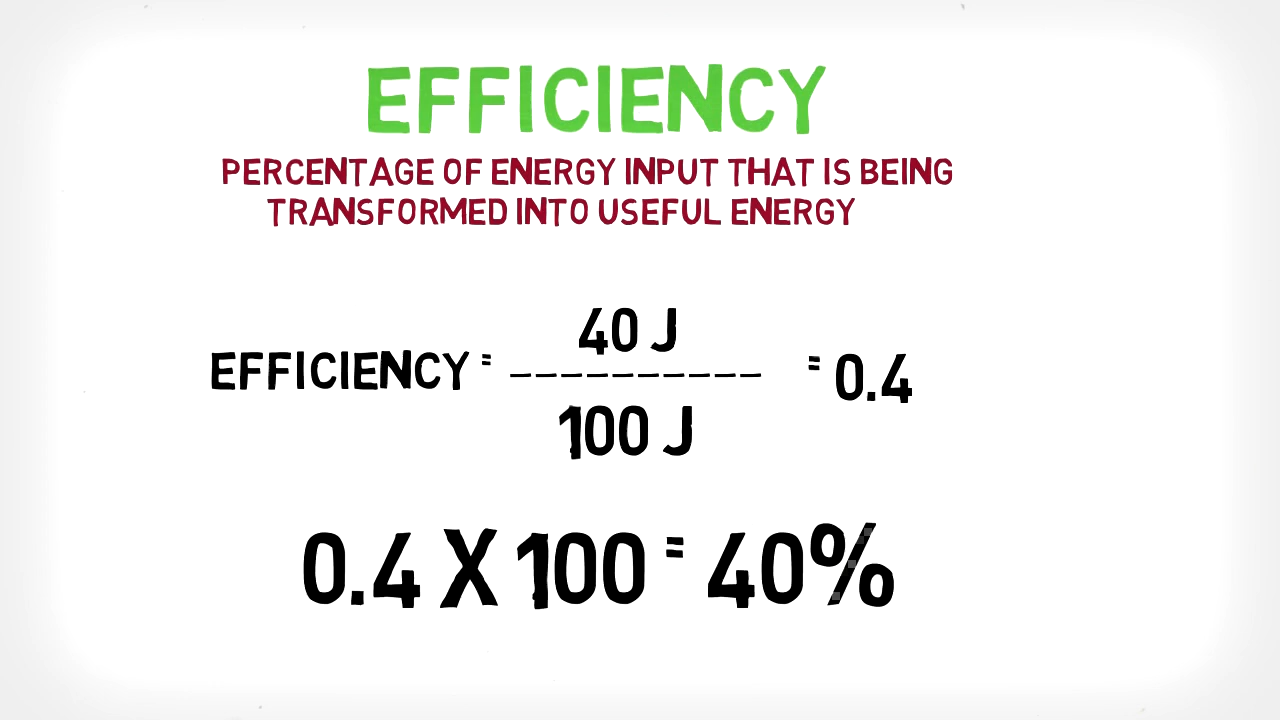 EFFICIENCY
PERCENTAGE OF ENERGY INPUT THAT IS BEING
TRANSFORMED INTO USEFUL ENERGY
40 J
EFFICIENCY = ---------- = 0.4
100 J
0.4 X 100 = 40%